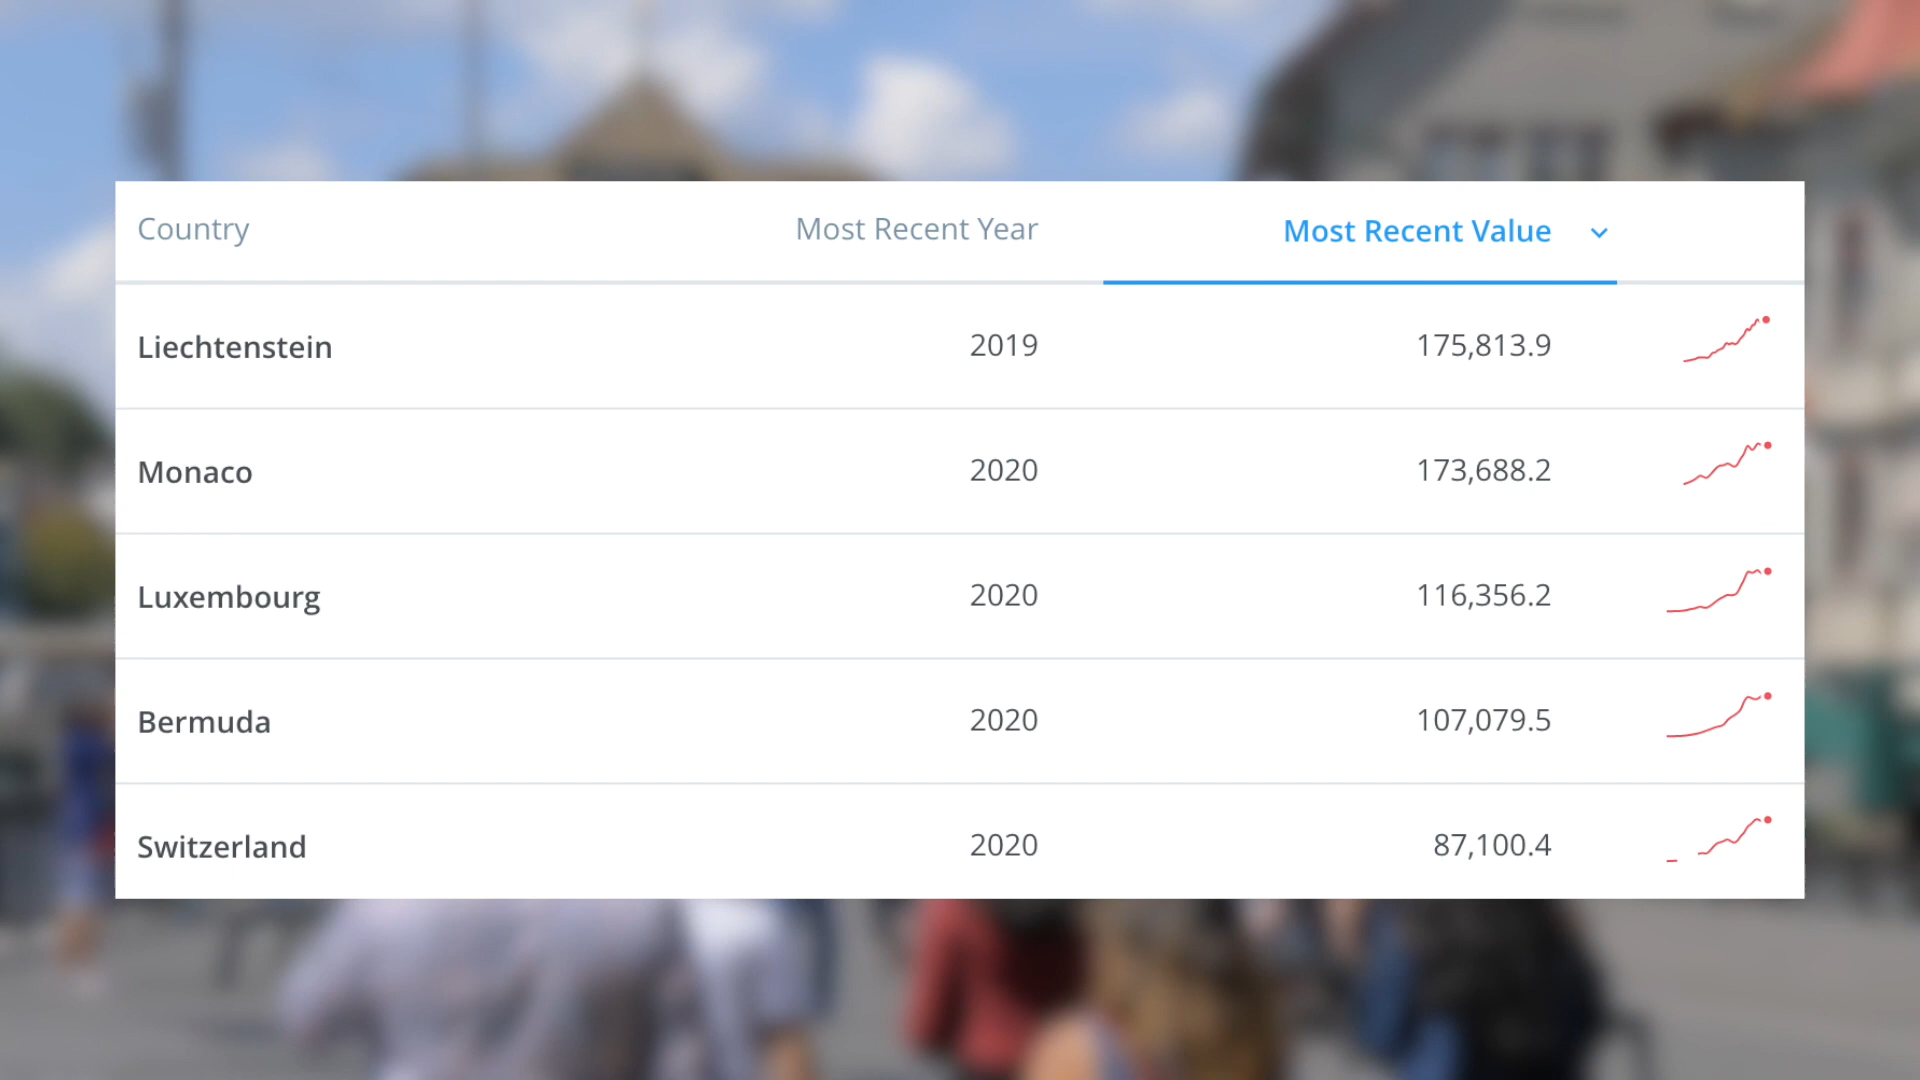 Country Most Recent Year Most Recent Value
Liechtenstein 2019 175,813.9
Monaco 2020 173,688.2
Luxembourg 2020 116,356.2
Bermuda 2020 107,079.5
Switzerland 2020 87,100.4